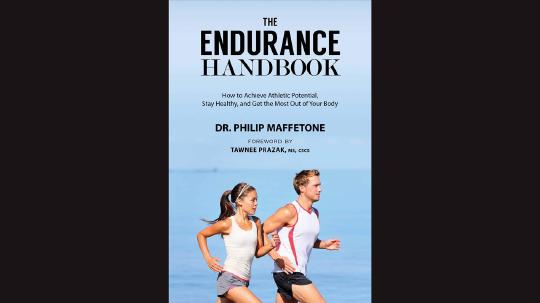 THE
ENDURANCE
HANDBOOK
How to Achieve Athletic Potential,
Stay Healthy, and Get the Most Out of Your Body
DR. PHILIP MAFFETONE
FOREWORD BY
TAWNEE PRAZAK, MS, CSCS